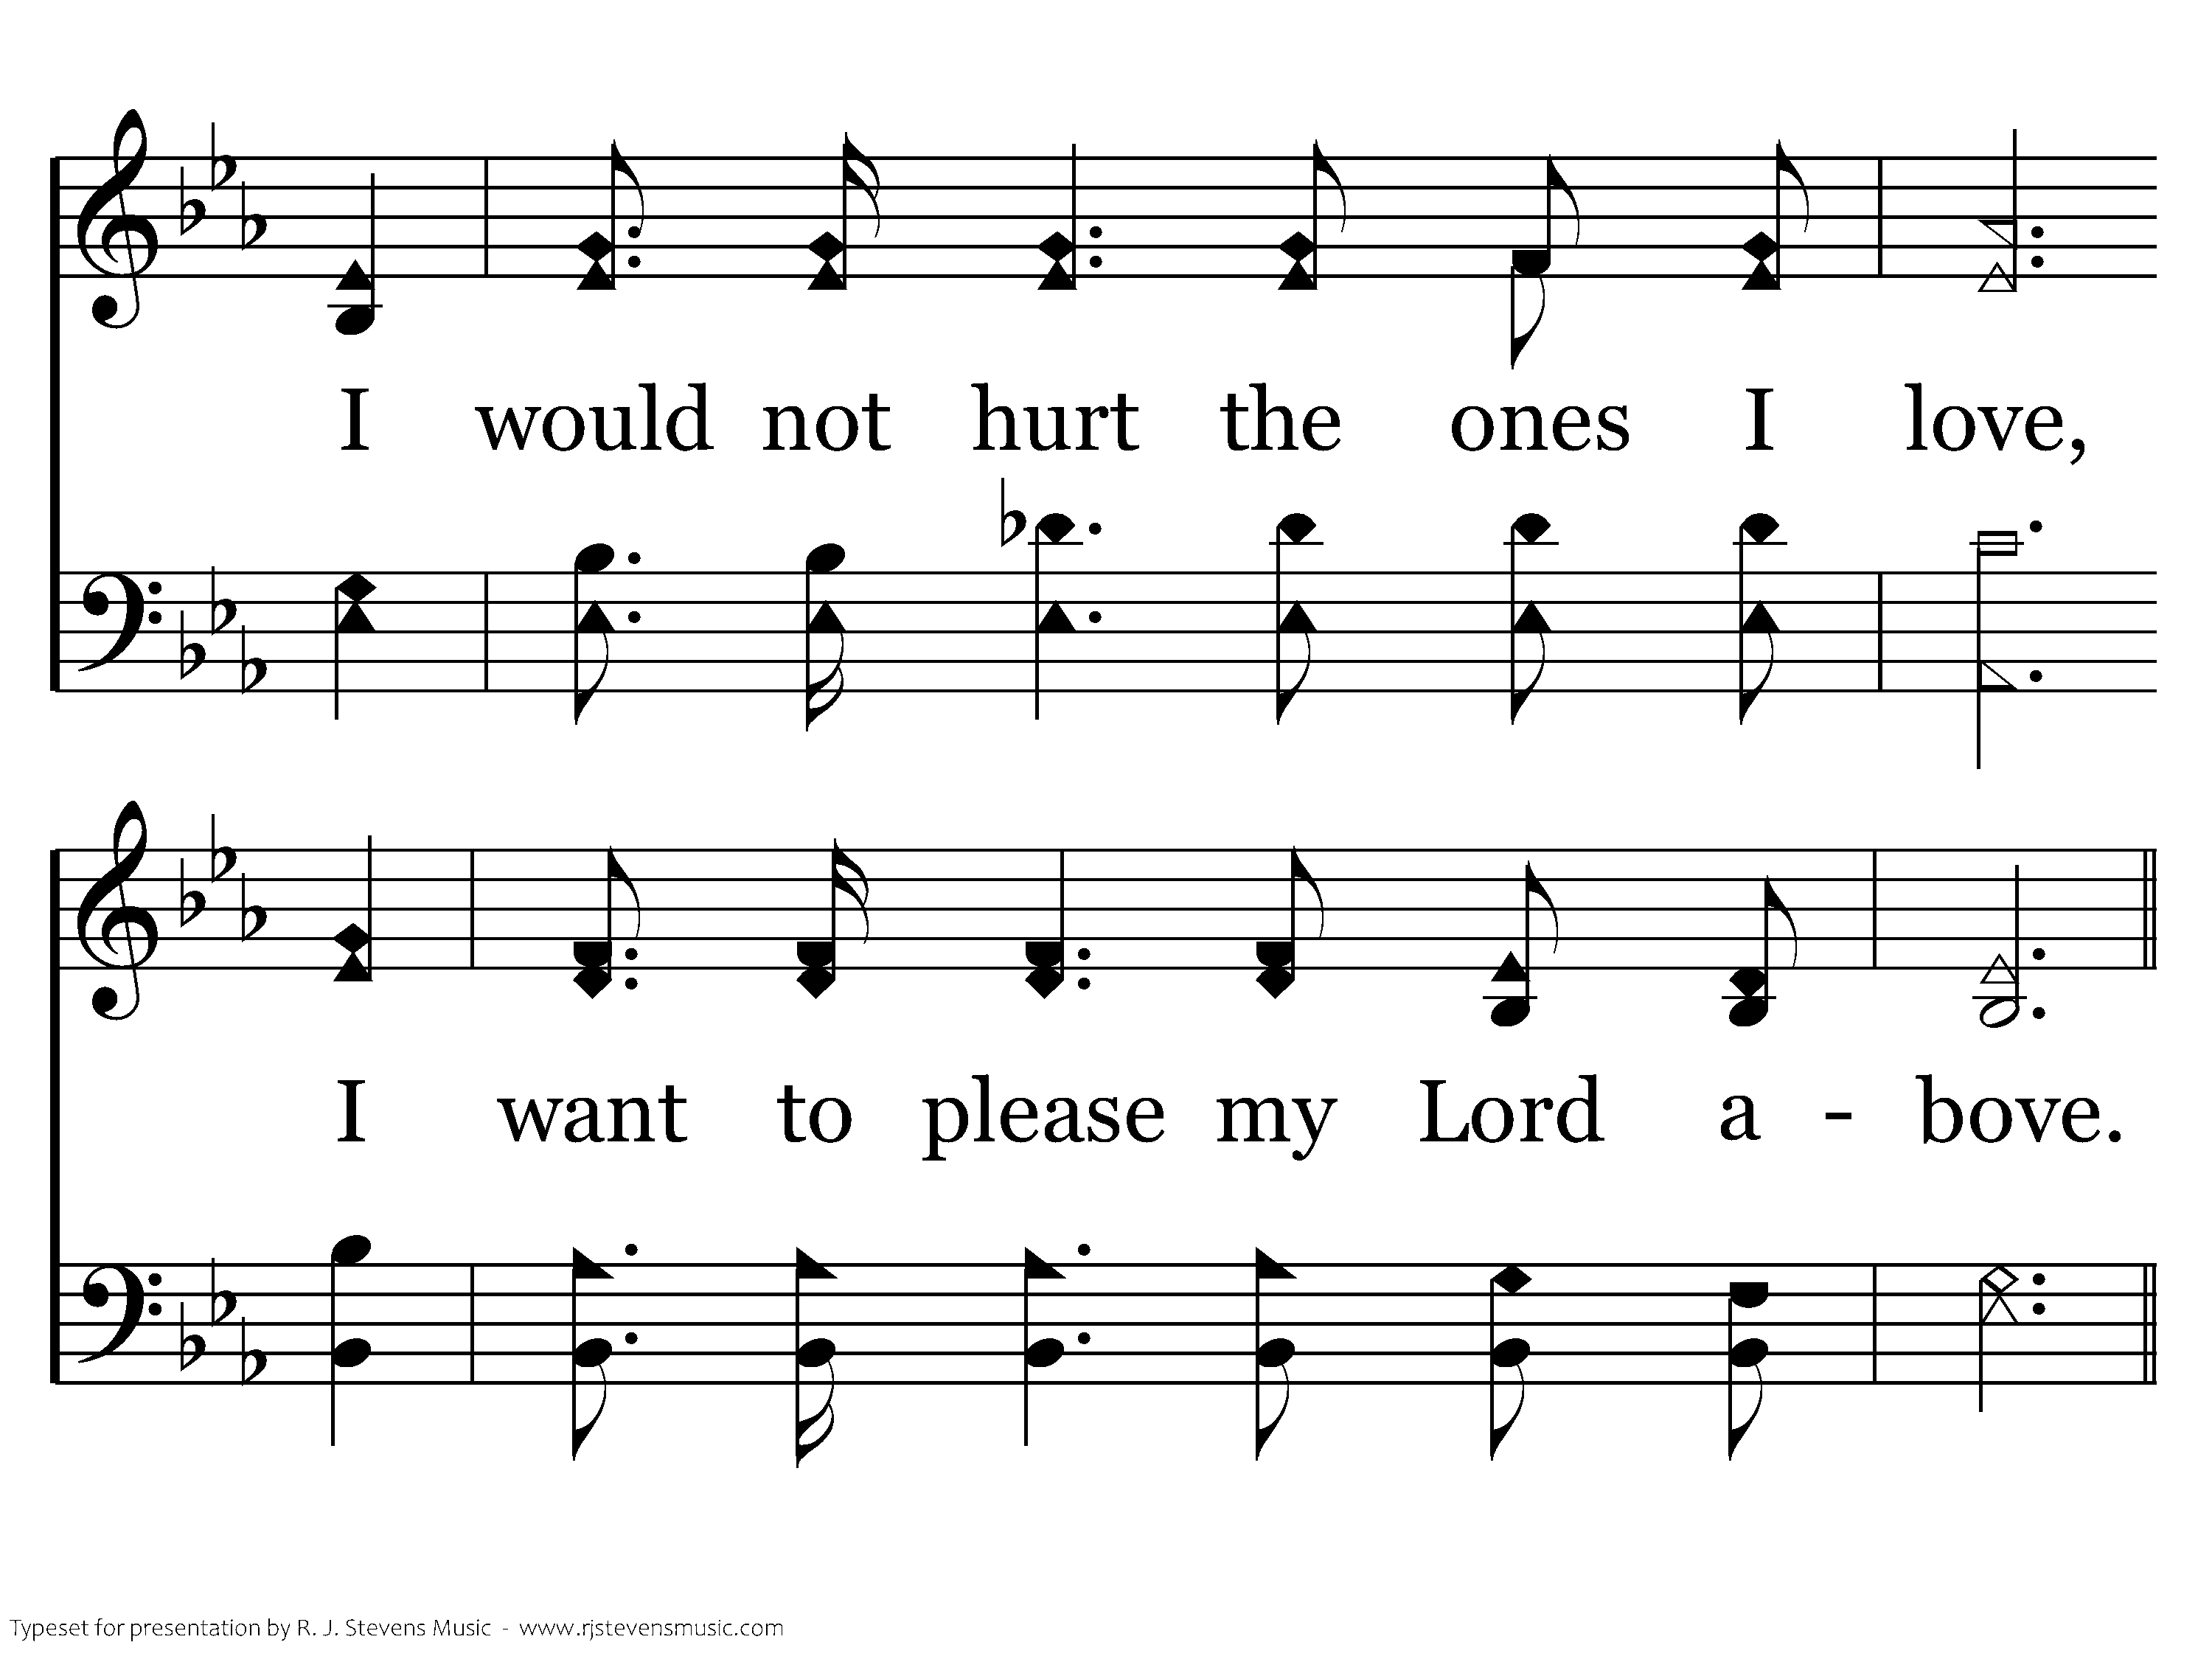 I would not hurt the ones I love,
I want to please my Lord a - bove.
Typeset for presentation by R. J. Stevens Music - www.rjstevensmusic.com